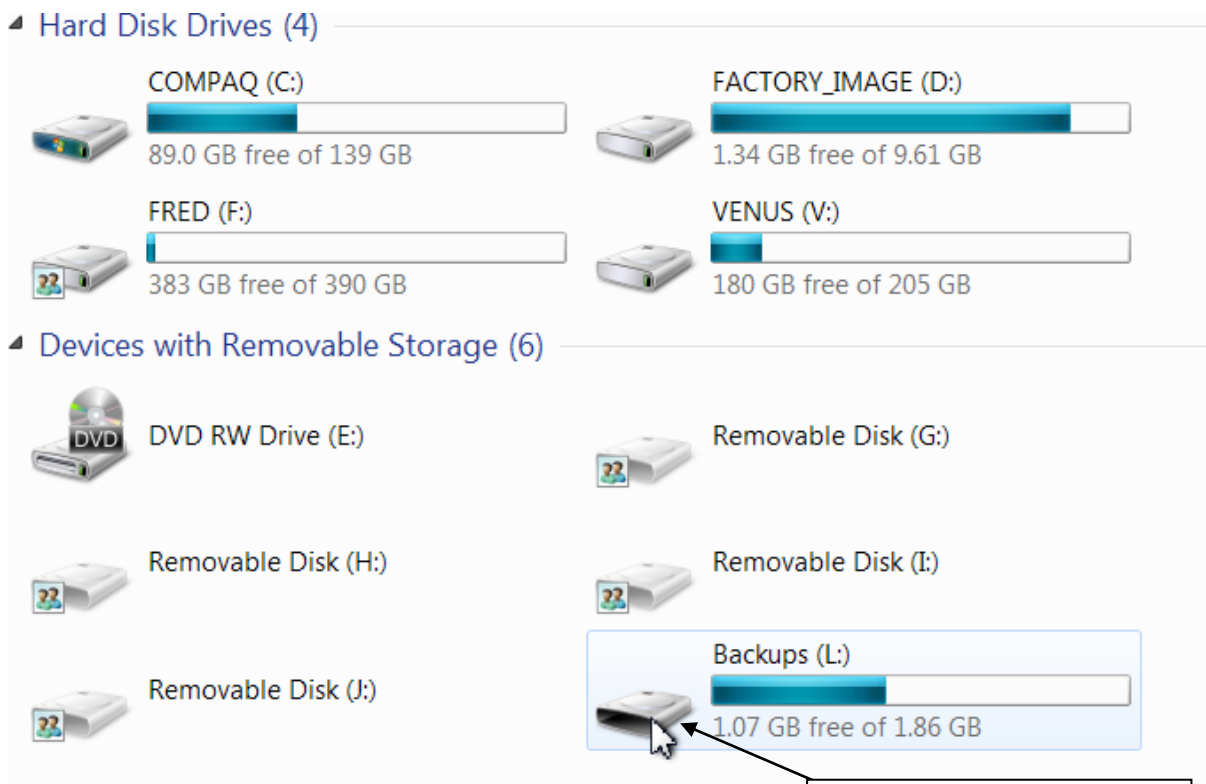 Hard Disk Drives (4)
COMPAQ (C:)
89.0 GB free of 139 GB
FACTORY_IMAGE (D:)
1.34 GB free of 9.61 GB
FRED (F:)
383 GB free of 390 GB
VENUS (V:)
180 GB free of 205 GB
Devices with Removable Storage (6)
DVD
DVD RW Drive (E:)
Removable Disk (G:)
Removable Disk (H:)
Removable Disk (I:)
Removable Disk (J:)
Backups (L:)
1.07 GB free of 1.86 GB